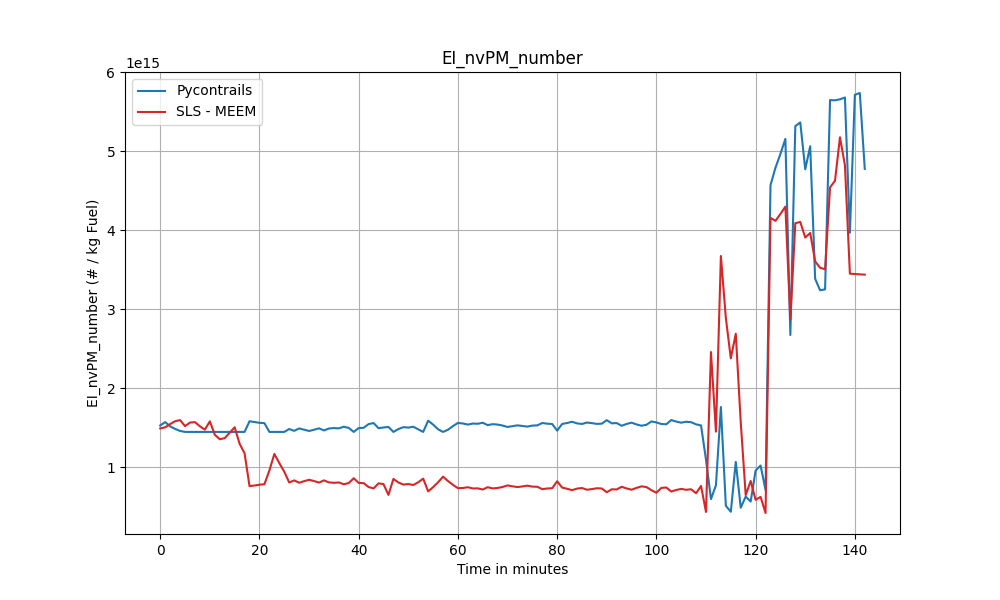 EI_nvPM_number
1e15
Pycontrails
SLS - MEEM
EI_nvPM_number (# / kg Fuel)
6
5
4
3
2
1
0 20 40 60 80 100 120 140
Time in minutes